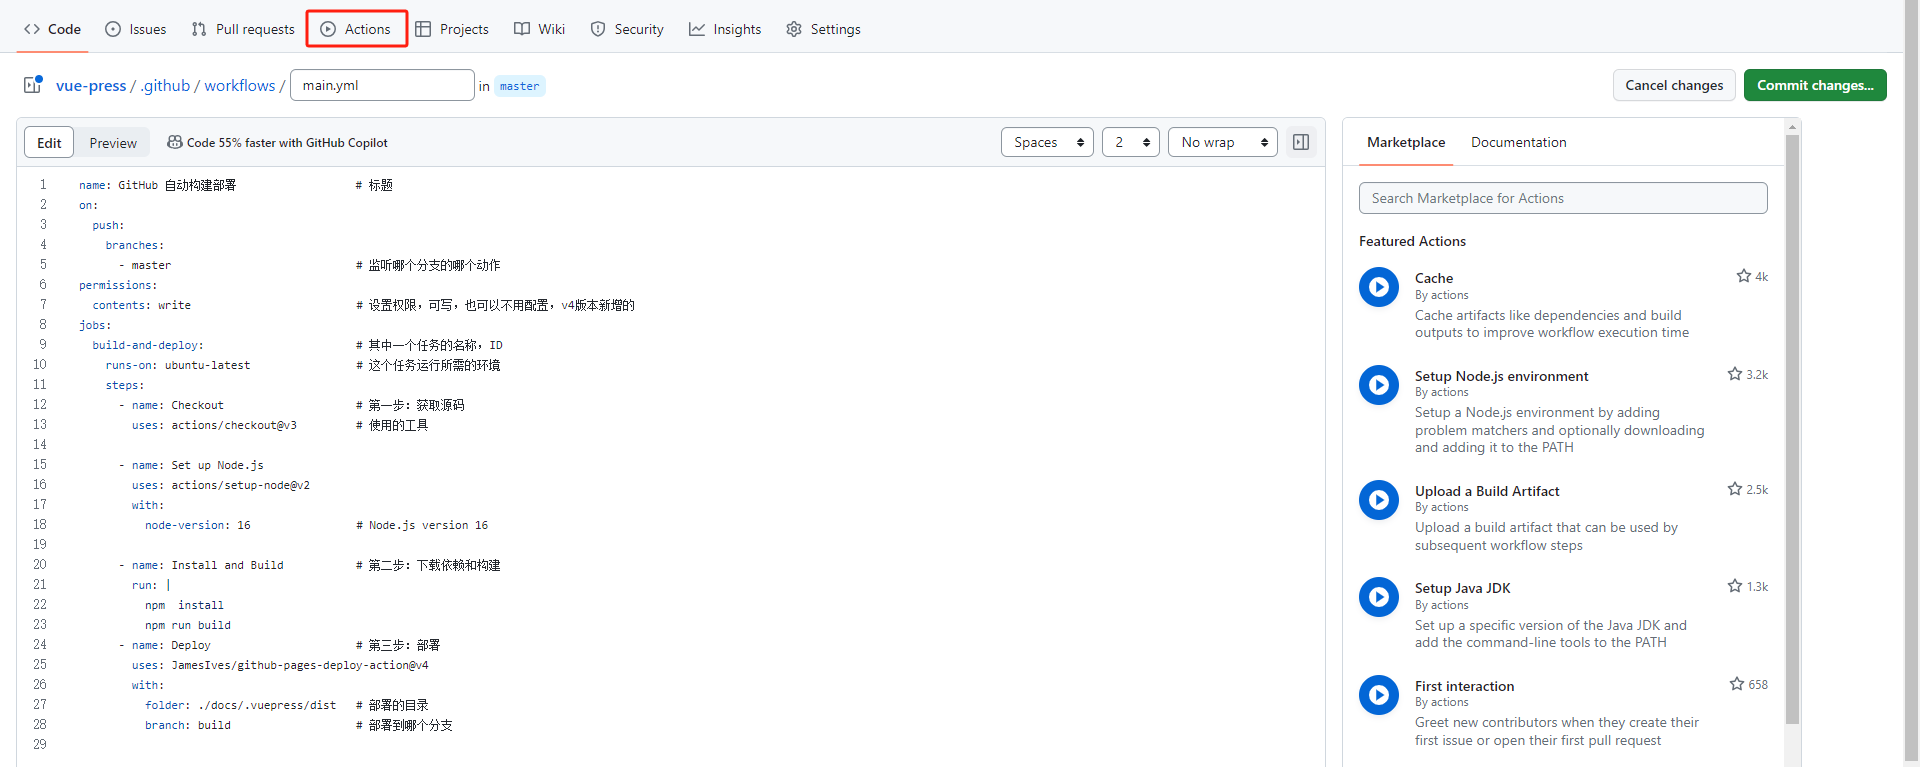 Code Issues Pull requests Actions Projects Wiki Security Insights Settings
vue-press / .github / workflows / main.yml in master Cancel changes Commit changes...
Edit Preview Code 55% faster with GitHub Copilot Spaces 2 No wrap
1 name: GitHub 自动构建部署 # 标题
2 on:
3 push:
4 branches:
5 - master # 监听哪个分支的哪个动作
6 permissions:
7 contents: write # 设置权限，可写，也可以不用配置，v4版本新增的
8 jobs:
9 build-and-deploy: # 其中一个任务的名称，ID
10 runs-on: ubuntu-latest # 这个任务运行所需的环境
11 steps:
12 - name: Checkout # 第一步：获取源码
13 uses: actions/checkout@v3 # 使用的工具
14
15 - name: Set up Node.js
16 uses: actions/setup-node@v2
17 with:
18 node-version: 16 # Node.js version 16
19
20 - name: Install and Build # 第二步：下载依赖和构建
21 run: |
22 npm  install
23 npm run build
24 - name: Deploy # 第三步：部署
25 uses: JamesIves/github-pages-deploy-action@v4
26 with:
27 folder: ./docs/.vuepress/dist # 部署的目录
28 branch: build # 部署到哪个分支
29
Marketplace Documentation
Search Marketplace for Actions
Featured Actions
Cache 4k
By actions
Cache artifacts like dependencies and build
outputs to improve workflow execution time
Setup Node.js environment 3.2k
By actions
Setup a Node.js environment by adding
problem matchers and optionally downloading
and adding it to the PATH
Upload a Build Artifact 2.5k
By actions
Upload a build artifact that can be used by
subsequent workflow steps
Setup Java JDK 1.3k
By actions
Set up a specific version of the Java JDK and
add the command-line tools to the PATH
First interaction 658
By actions
Greet new contributors when they create their
first issue or open their first pull request